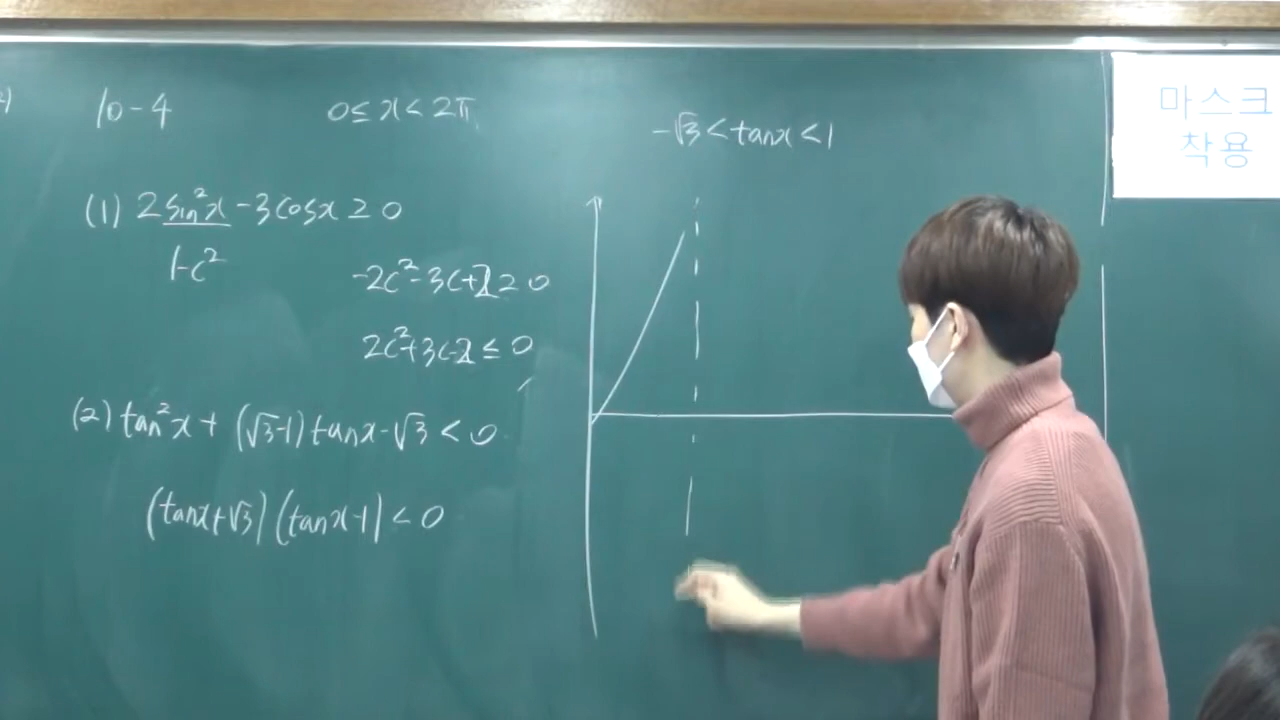 10-4
0≤x<2π
(1) 2sin²x-3cosx≥0
1-c²
-2c²-3c+2≥0
2c²+3c-2≤0
(2) tan²x+(√3-1)tanx-√3<0
(tanx+√3)(tanx-1)<0
-√3<tanx<1
마스크
착용